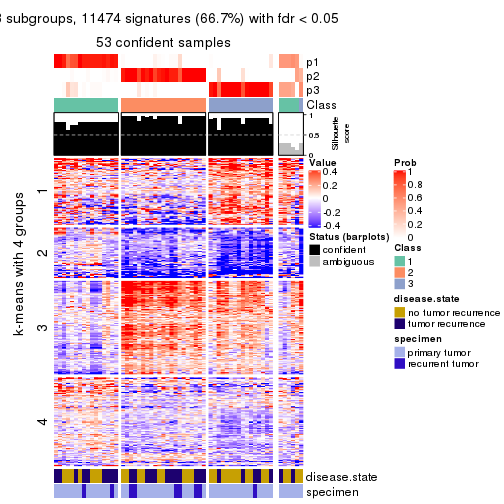 3 subgroups, 11474 signatures (66.7%) with fdr < 0.05
53 confident samples
p1
p2
p3
Class
1
0.5
0
Silhouette
score
k-means with 4 groups
1
2
3
4
Value
0.4
0.2
0
-0.2
-0.4
Status (barplots)
confident
ambiguous
Prob
1
0.8
0.6
0.4
0.2
0
Class
1
2
3
disease.state
no tumor recurrence
tumor recurrence
specimen
primary tumor
recurrent tumor
disease.state
specimen